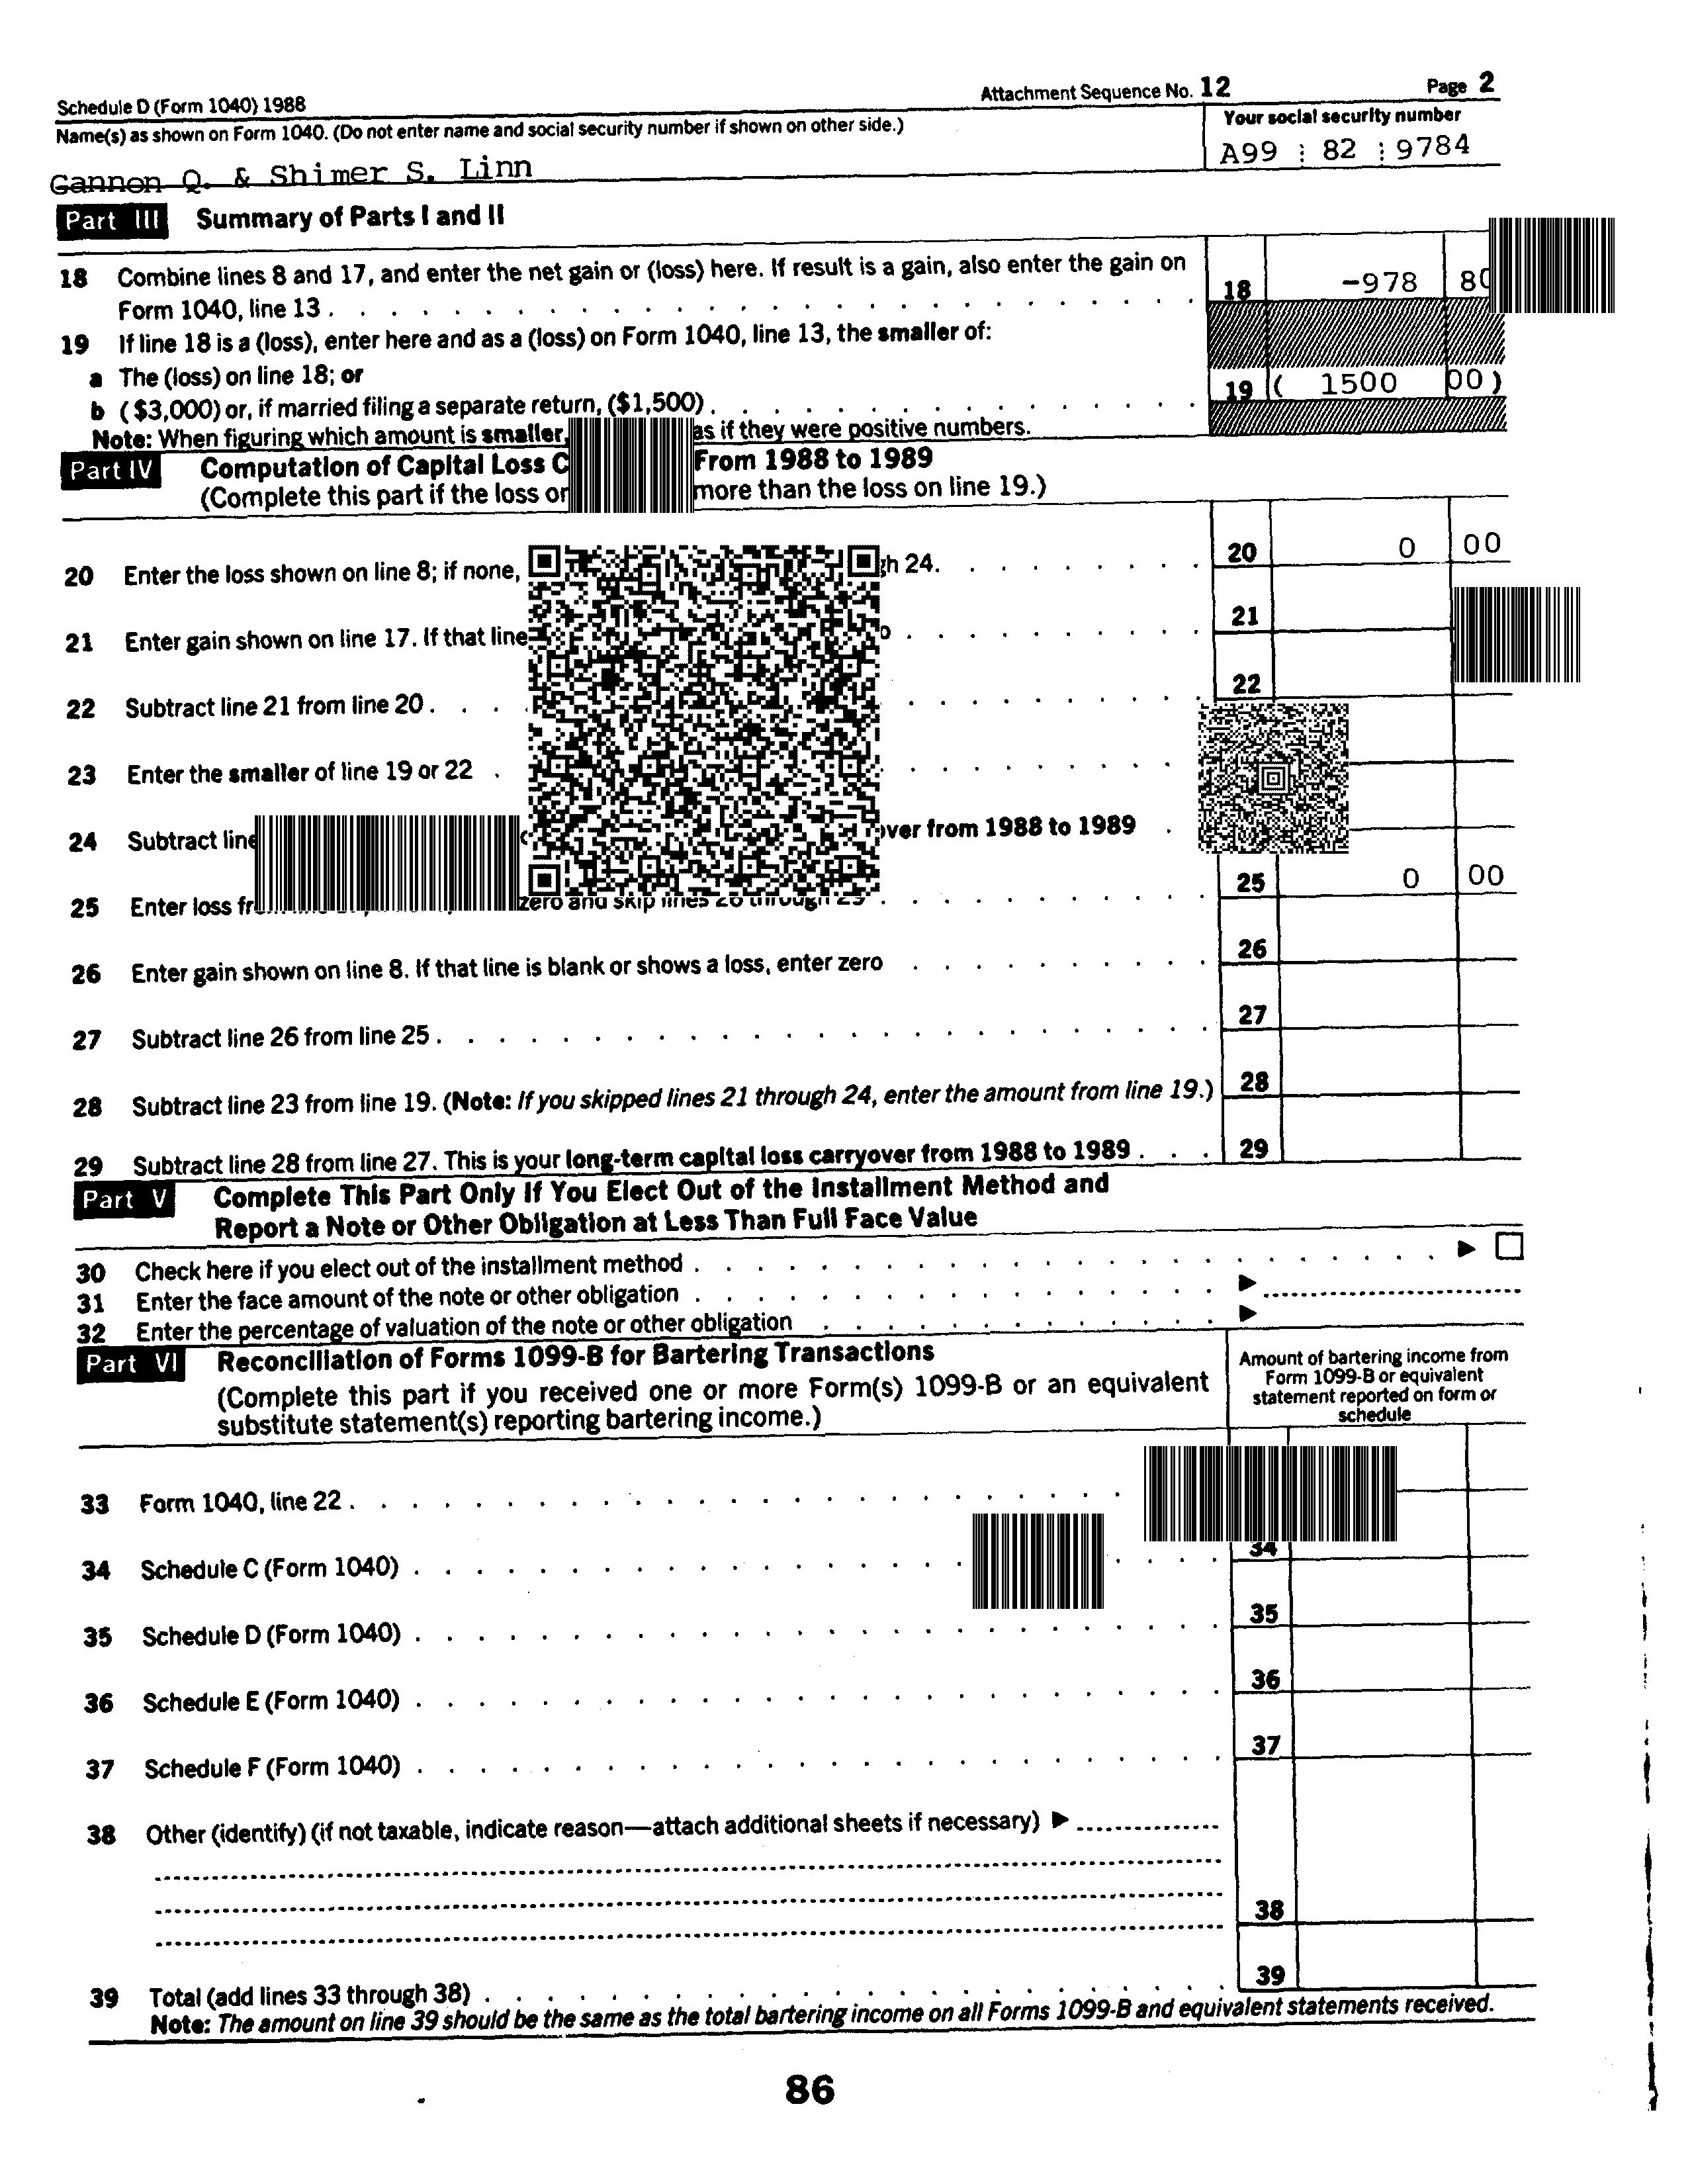 Schedule D (Form 1040) 1988 Attachment Sequence No. 12 Page 2
Name(s) as shown on Form 1040. (Do not enter name and social security number if shown on other side.) Your social security number
Gannon Q. & Shimer S. Linn A99 82 9784
Part III Summary of Parts I and II
18 Combine lines 8 and 17, and enter the net gain or (loss) here. If result is a gain, also enter the gain on
Form 1040, line 13 . 18 -978 80
19 If line 18 is a (loss), enter here and as a (loss) on Form 1040, line 13, the smaller of:
a The (loss) on line 18; or
b ($3,000) or, if married filing a separate return, ($1,500) . 19 ( 1500 00 )
Note: When figuring which amount is smaller, as if they were positive numbers.
Part IV Computation of Capital Loss From 1988 to 1989
(Complete this part if the loss on more than the loss on line 19.)
20 Enter the loss shown on line 8; if none, 24. 20 0 00
21 Enter gain shown on line 17. If that line 21
22 Subtract line 21 from line 20 . 22
23 Enter the smaller of line 19 or 22 .
24 Subtract line from 1988 to 1989 .
25 Enter loss zero and skip lines 26 through 29 . 25 0 00
26 Enter gain shown on line 8. If that line is blank or shows a loss, enter zero 26
27 Subtract line 26 from line 25 . 27
28 Subtract line 23 from line 19. (Note: If you skipped lines 21 through 24, enter the amount from line 19.) 28
29 Subtract line 28 from line 27. This is your long-term capital loss carryover from 1988 to 1989 . 29
Part V Complete This Part Only If You Elect Out of the Installment Method and
Report a Note or Other Obligation at Less Than Full Face Value
30 Check here if you elect out of the installment method . ▶
31 Enter the face amount of the note or other obligation . ▶
32 Enter the percentage of valuation of the note or other obligation ▶
Part VI Reconciliation of Forms 1099-B for Bartering Transactions
(Complete this part if you received one or more Form(s) 1099-B or an equivalent
substitute statement(s) reporting bartering income.)
Amount of bartering income from
Form 1099-B or equivalent
statement reported on form or
schedule
33 Form 1040, line 22 .
34 Schedule C (Form 1040) . 34
35 Schedule D (Form 1040) . 35
36 Schedule E (Form 1040) . 36
37 Schedule F (Form 1040) . 37
38 Other (identify) (if not taxable, indicate reason—attach additional sheets if necessary) ▶
38
39 Total (add lines 33 through 38) . 39
Note: The amount on line 39 should be the same as the total bartering income on all Forms 1099-B and equivalent statements received.
86